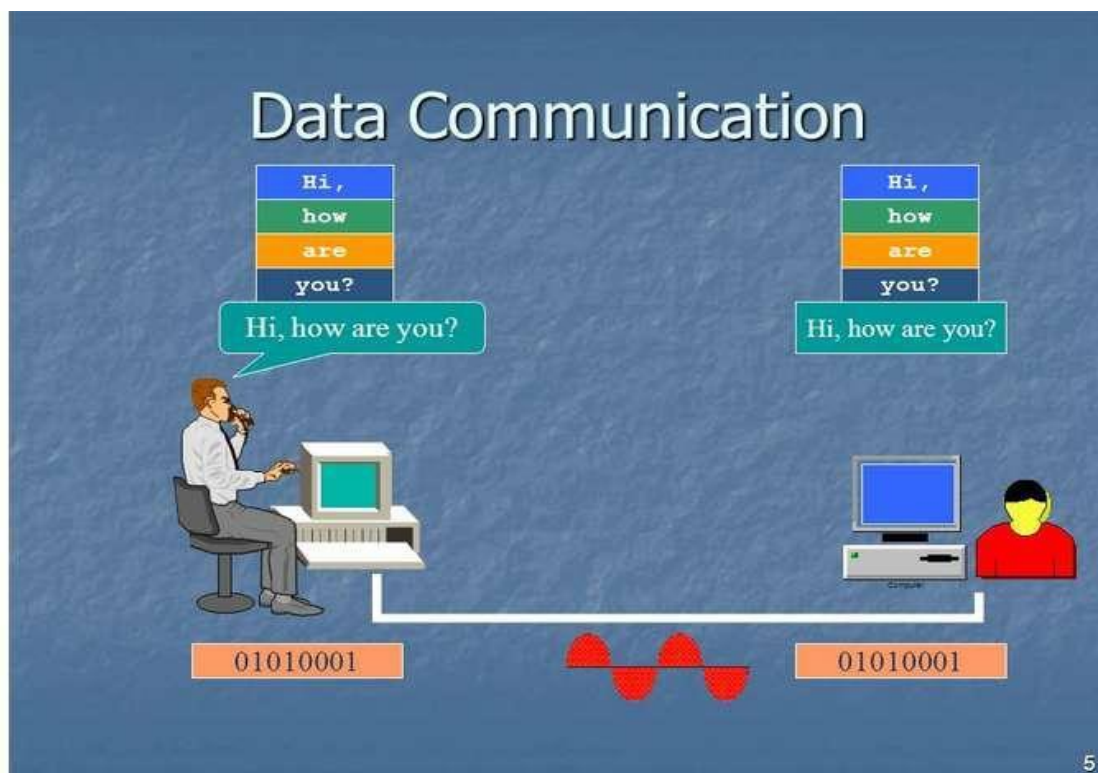 Data Communication
Hi,
how
are
you?
Hi, how are you?
Hi,
how
are
you?
Hi, how are you?
Computer
01010001
01010001
5